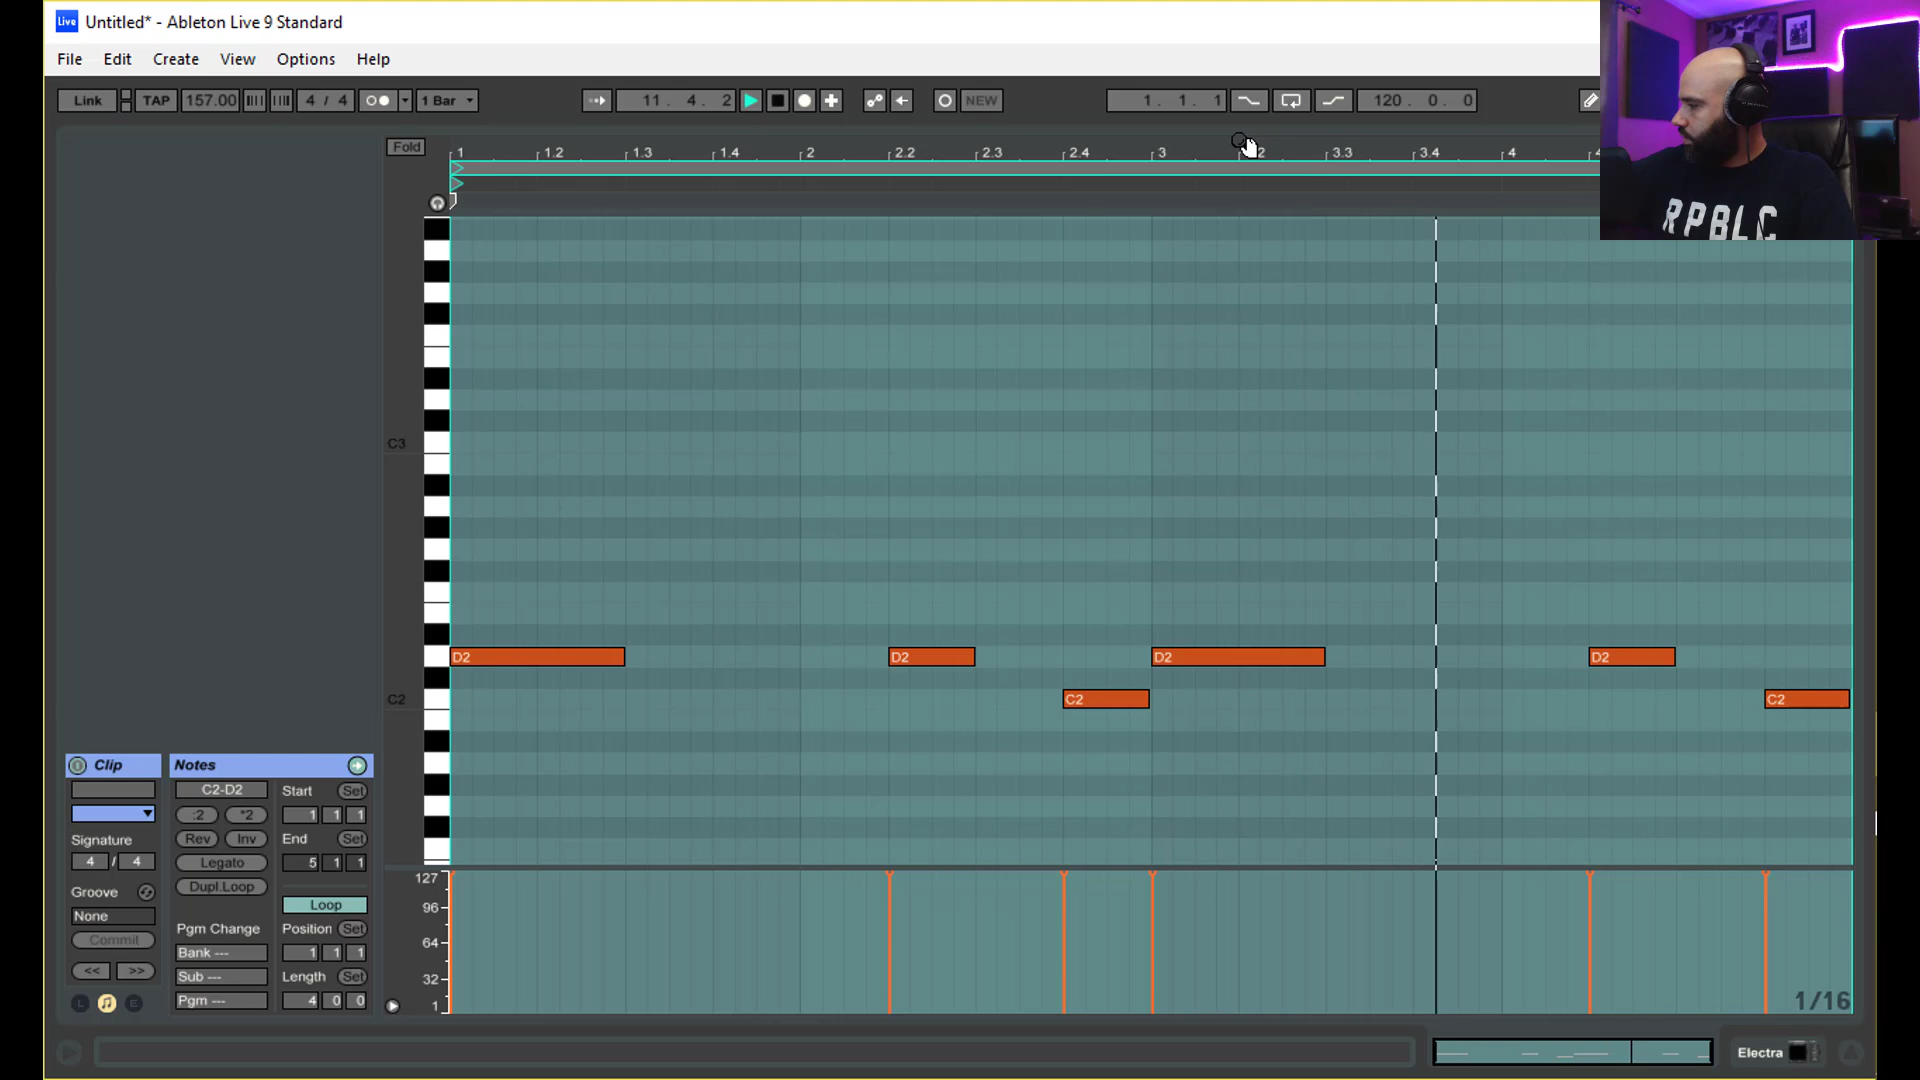 Live Untitled* - Ableton Live 9 Standard
File Edit Create View Options Help
Link TAP 157.00 4 / 4 1 Bar 11 . 4 . 2 NEW 1 . 1 . 1 120 . 0 . 0
RPBLC
Fold 1 1.2 1.3 1.4 2 2.2 2.3 2.4 3 3.3 3.4 4
C3
D2 D2 D2 D2
C2 C2 C2
Clip Notes
C2-D2 Start Set
:2 *2 1 1 1
Signature Rev Inv End Set
4 / 4 Legato 5 1 1
Groove Dupl.Loop
None Loop
Commit Pgm Change Position Set
Bank --- 1 1 1
<< >> Sub --- Length Set
L E Pgm --- 4 0 0
127
96
64
32
1
1/16
Electra